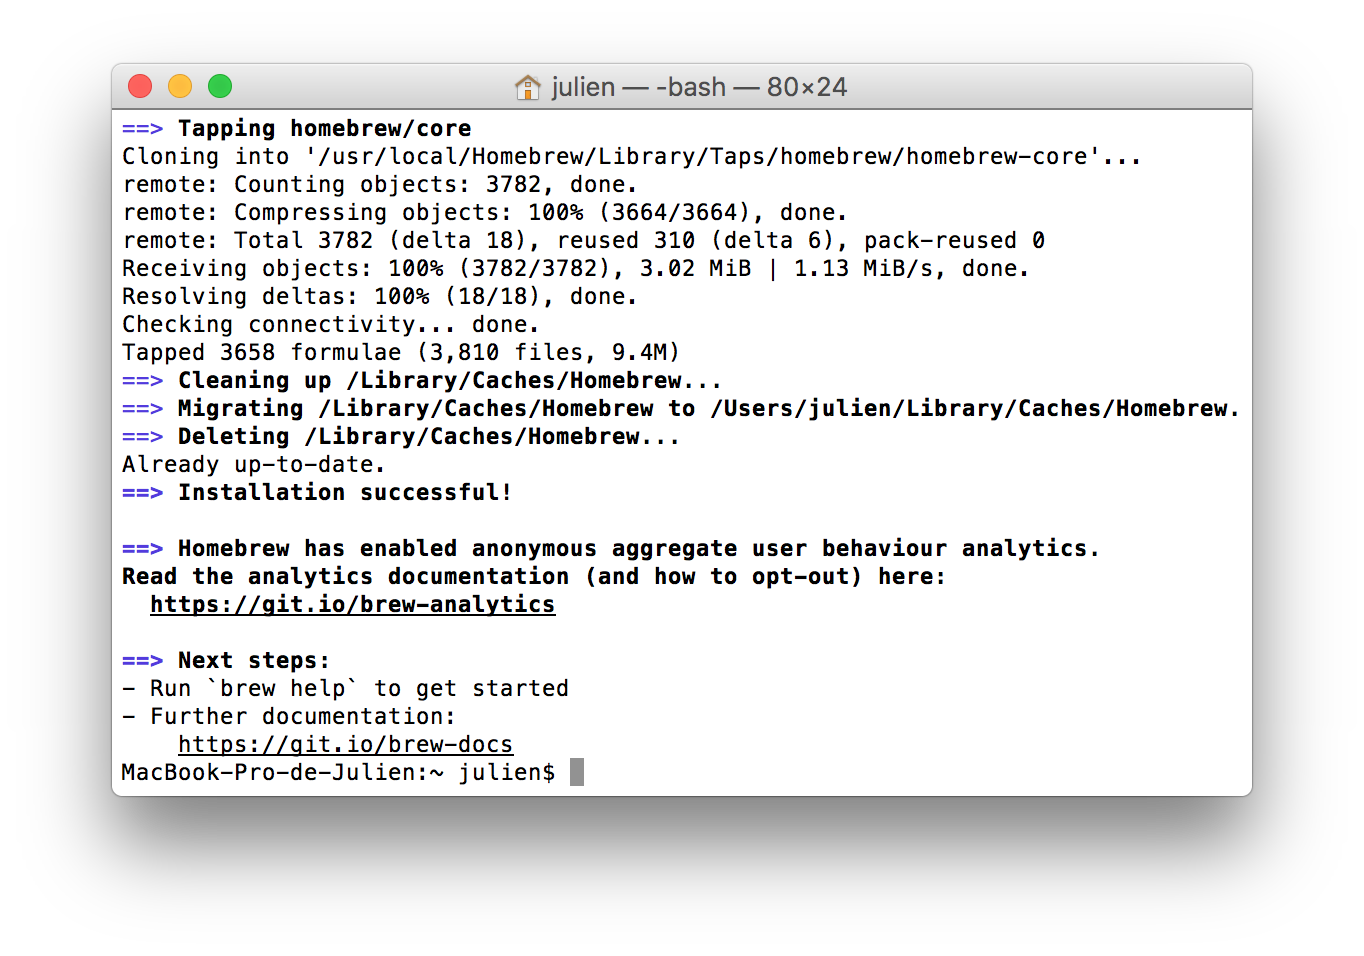 julien — -bash — 80×24
==> Tapping homebrew/core
Cloning into '/usr/local/Homebrew/Library/Taps/homebrew/homebrew-core'...
remote: Counting objects: 3782, done.
remote: Compressing objects: 100% (3664/3664), done.
remote: Total 3782 (delta 18), reused 310 (delta 6), pack-reused 0
Receiving objects: 100% (3782/3782), 3.02 MiB | 1.13 MiB/s, done.
Resolving deltas: 100% (18/18), done.
Checking connectivity... done.
Tapped 3658 formulae (3,810 files, 9.4M)
==> Cleaning up /Library/Caches/Homebrew...
==> Migrating /Library/Caches/Homebrew to /Users/julien/Library/Caches/Homebrew.
==> Deleting /Library/Caches/Homebrew...
Already up-to-date.
==> Installation successful!
==> Homebrew has enabled anonymous aggregate user behaviour analytics.
Read the analytics documentation (and how to opt-out) here:
https://git.io/brew-analytics
==> Next steps:
- Run `brew help` to get started
- Further documentation:
https://git.io/brew-docs
MacBook-Pro-de-Julien:~ julien$